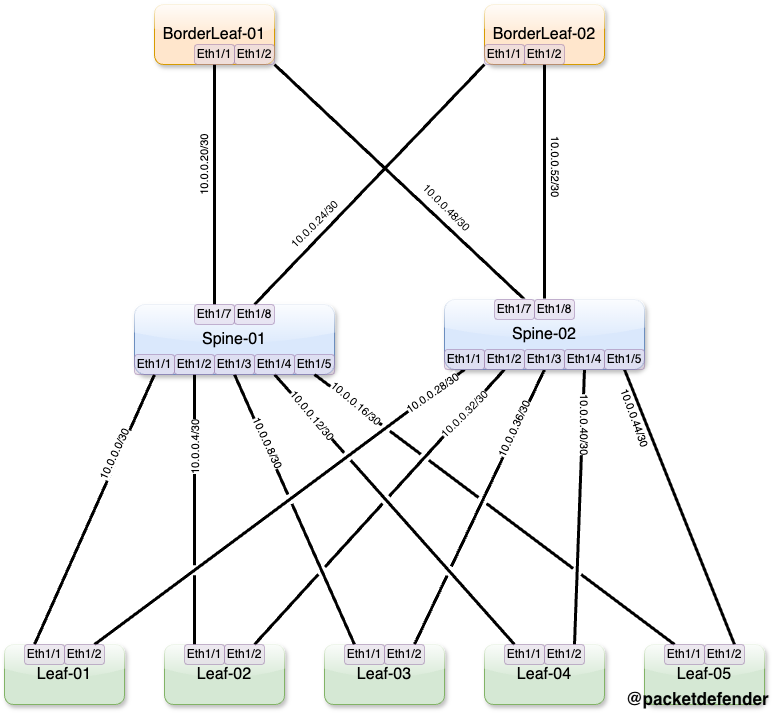 BorderLeaf-01
Eth1/1 Eth1/2
BorderLeaf-02
Eth1/1 Eth1/2
10.0.0.20/30
10.0.0.24/30
10.0.0.48/30
10.0.0.52/30
Eth1/7 Eth1/8
Spine-01
Eth1/1 Eth1/2 Eth1/3 Eth1/4 Eth1/5
Eth1/7 Eth1/8
Spine-02
Eth1/1 Eth1/2 Eth1/3 Eth1/4 Eth1/5
10.0.0.0/30
10.0.0.4/30
10.0.0.8/30
10.0.0.12/30
10.0.0.16/30
10.0.0.28/30
10.0.0.32/30
10.0.0.36/30
10.0.0.40/30
10.0.0.44/30
Eth1/1 Eth1/2
Leaf-01
Eth1/1 Eth1/2
Leaf-02
Eth1/1 Eth1/2
Leaf-03
Eth1/1 Eth1/2
Leaf-04
Eth1/1 Eth1/2
Leaf-05
@packetdefender